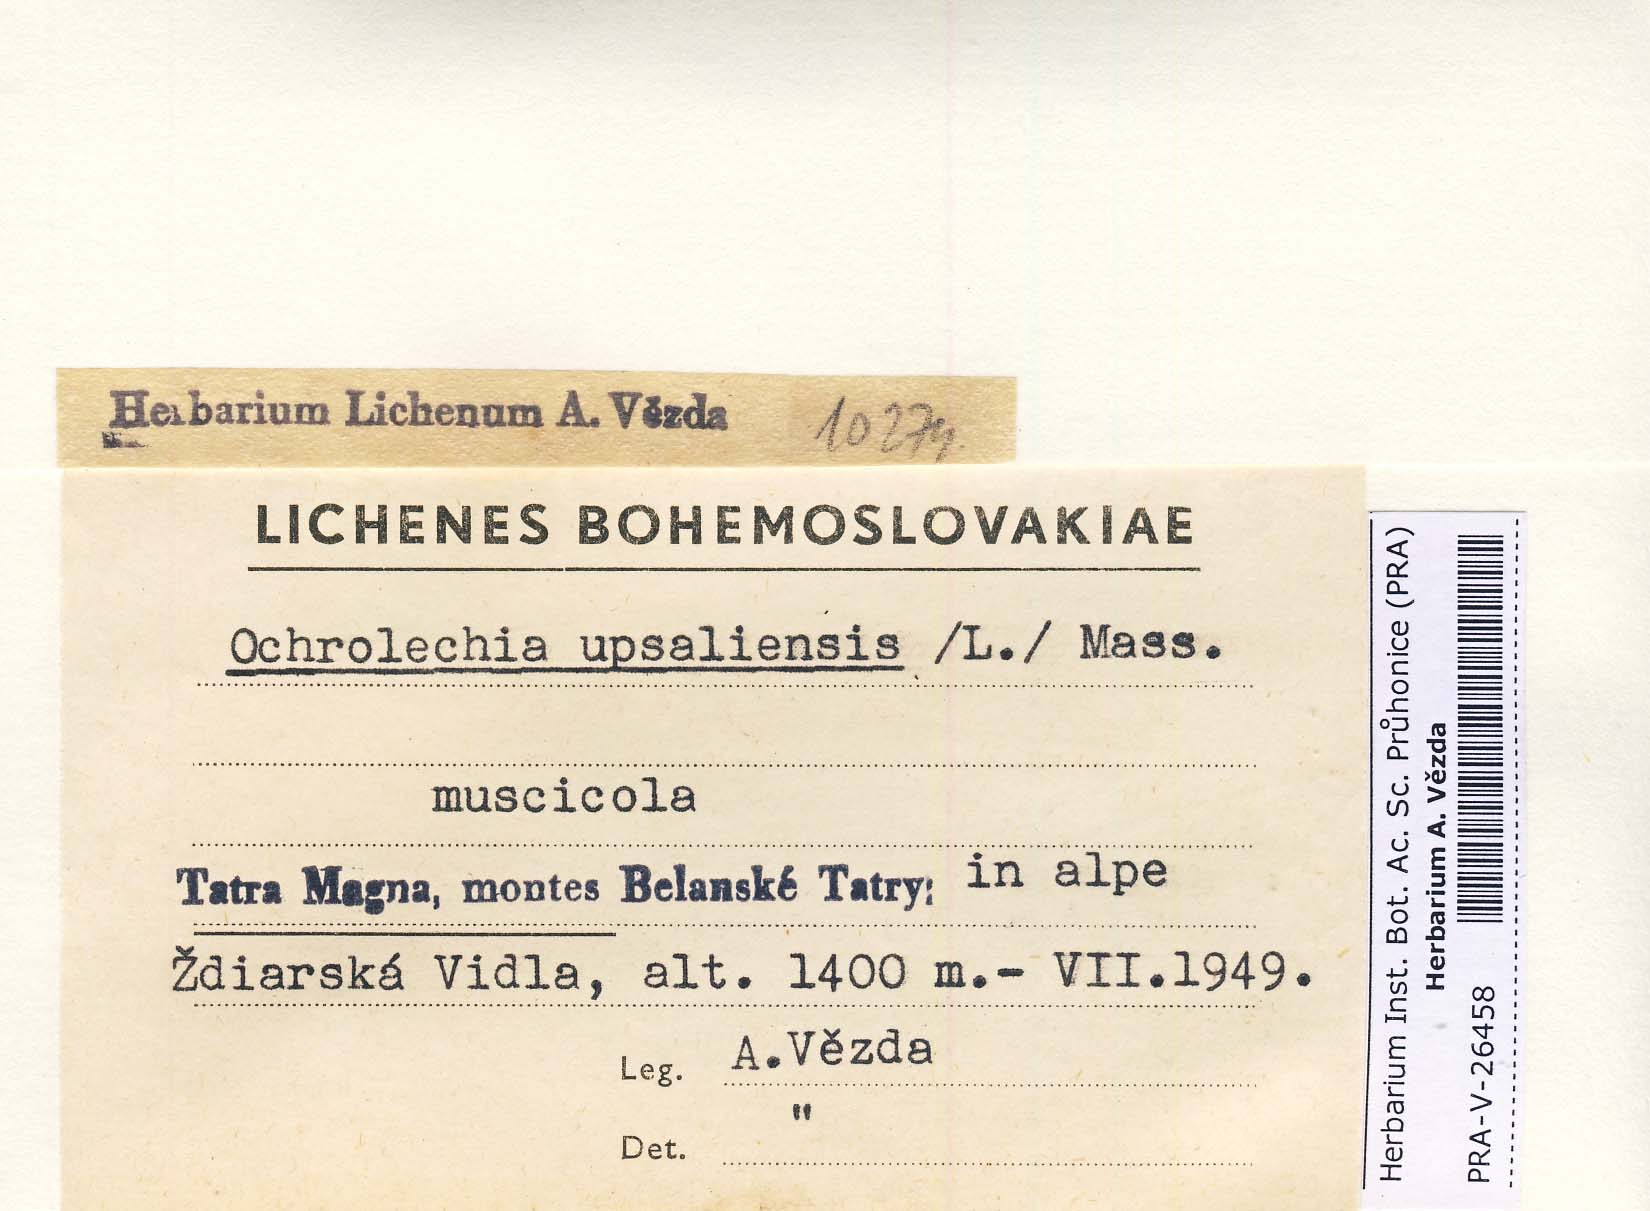 Herbarium Lichenum A. Vězda
LICHENES BOHEMOSLOVAKIAE
Ochrolechia upsaliensis /L./ Mass.
muscicola
Tatra Magna, montes Belanské Tatry: in alpe
Ždiarská Vidla, alt. 1400 m.- VII.1949.
Leg. A.Vězda
"
Det.
Herbarium Inst. Bot. Ac. Sc. Průhonice (PRA)
Herbarium A. Vězda
PRA-V-26458